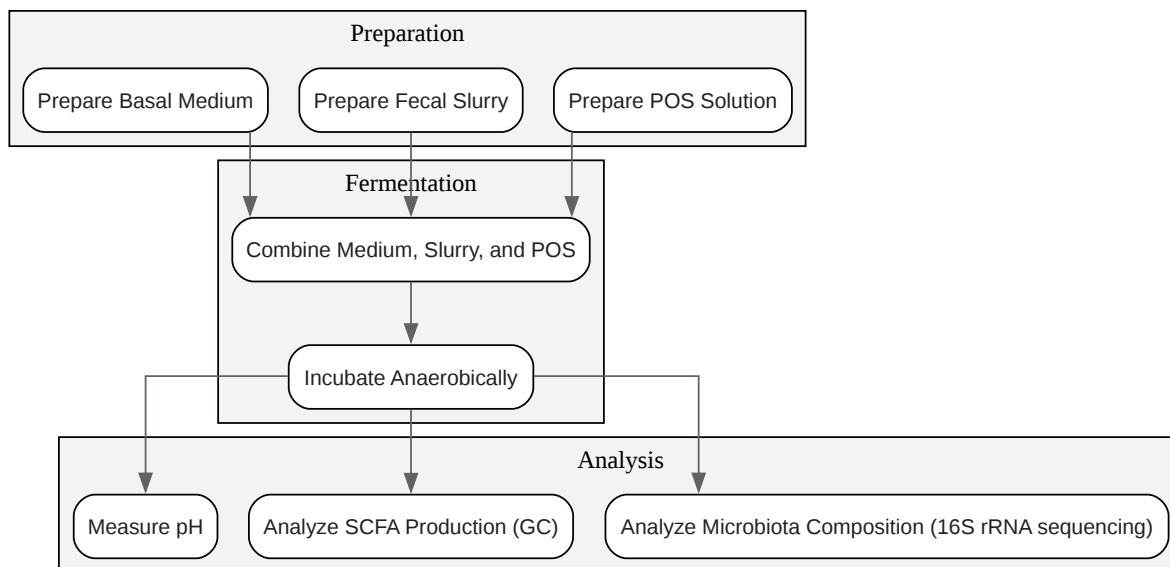 Preparation
Prepare Basal Medium
Prepare Fecal Slurry
Prepare POS Solution
Fermentation
Combine Medium, Slurry, and POS
Incubate Anaerobically
Analysis
Measure pH
Analyze SCFA Production (GC)
Analyze Microbiota Composition (16S rRNA sequencing)